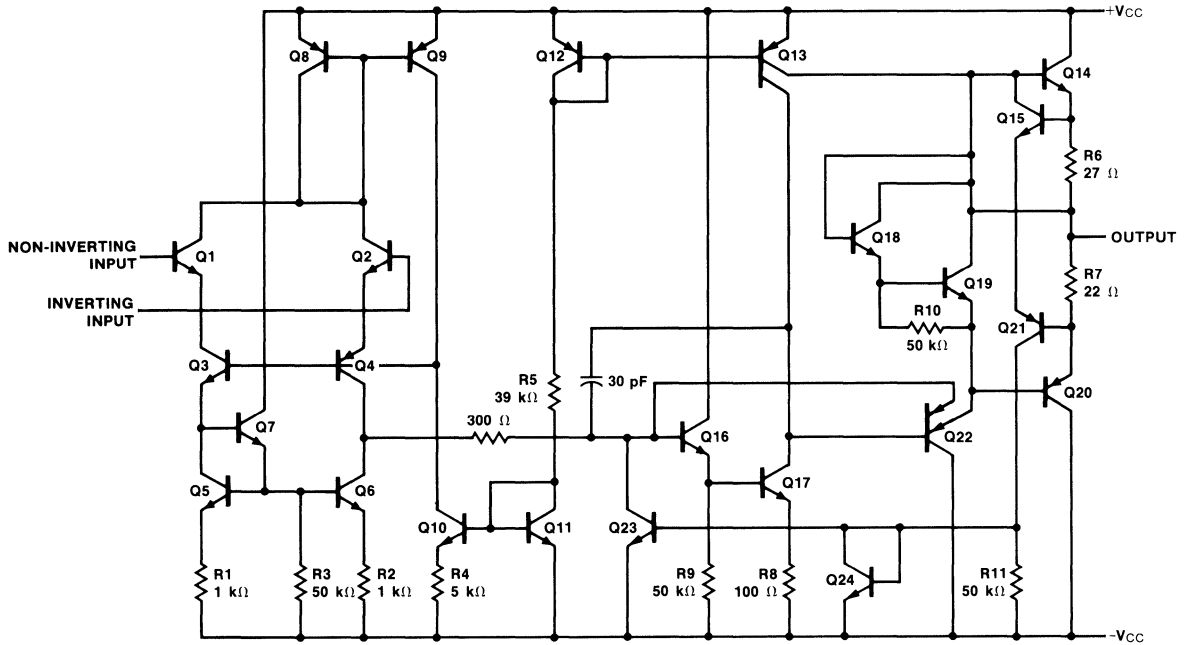 +VCC
Q8
Q9
Q12
Q13
Q14
Q15
R6
27 Ω
NON-INVERTING
INPUT
Q1
Q2
Q18
OUTPUT
INVERTING
INPUT
Q19
R7
22 Ω
R10
50 kΩ
Q21
Q3
Q4
R5
39 kΩ
30 pF
Q20
300 Ω
Q7
Q16
Q22
Q5
Q6
Q17
Q10
Q11
Q23
R1
1 kΩ
R3
50 kΩ
R2
1 kΩ
R4
5 kΩ
R9
50 kΩ
R8
100 Ω
Q24
R11
50 kΩ
-VCC